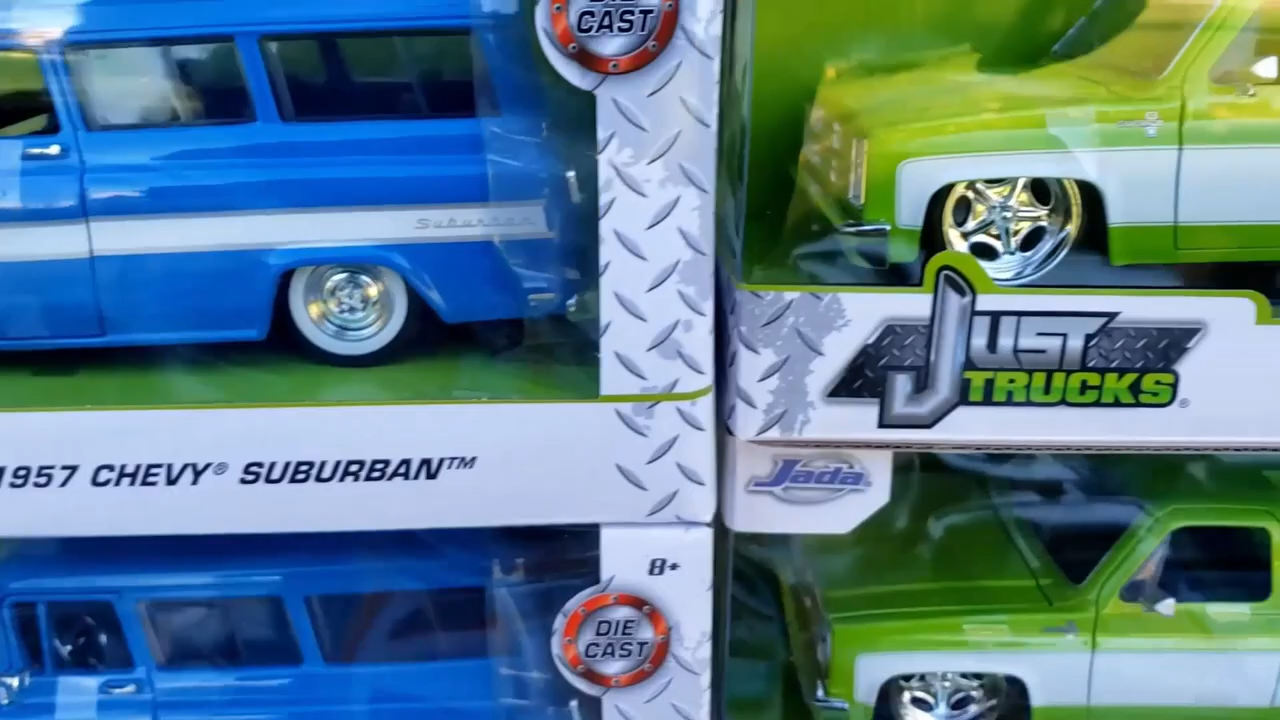 DIE
CAST
Suburban
1957 CHEVY® SUBURBAN™
8+
DIE
CAST
JUST
TRUCKS®
Jada®